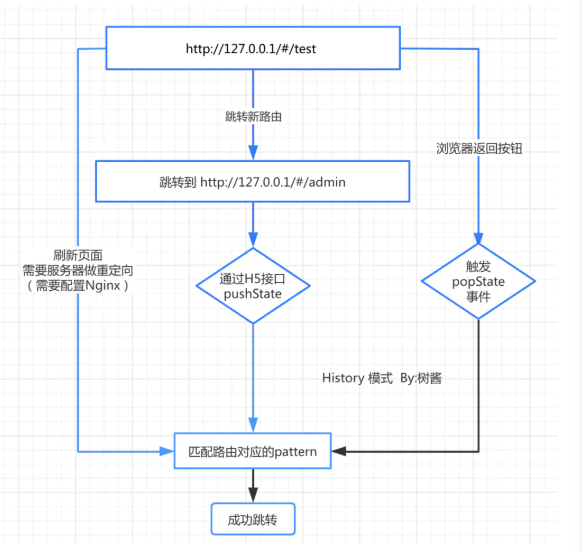 http://127.0.0.1/#/test
跳转新路由
浏览器返回按钮
跳转到 http://127.0.0.1/#/admin
刷新页面
需要服务器做重定向
（需要配置Nginx）
通过H5接口
pushState
触发
popState
事件
History 模式  By:树酱
匹配路由对应的pattern
成功跳转